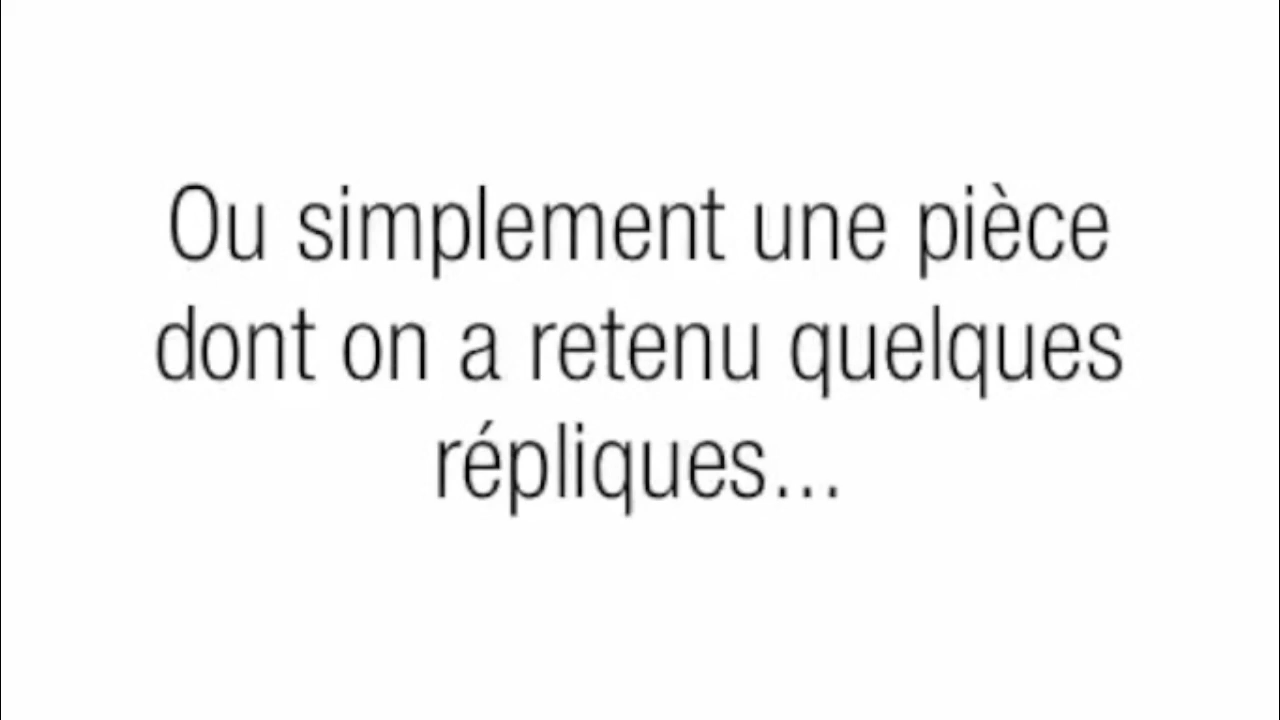 Ou simplement une pièce
dont on a retenu quelques
répliques...